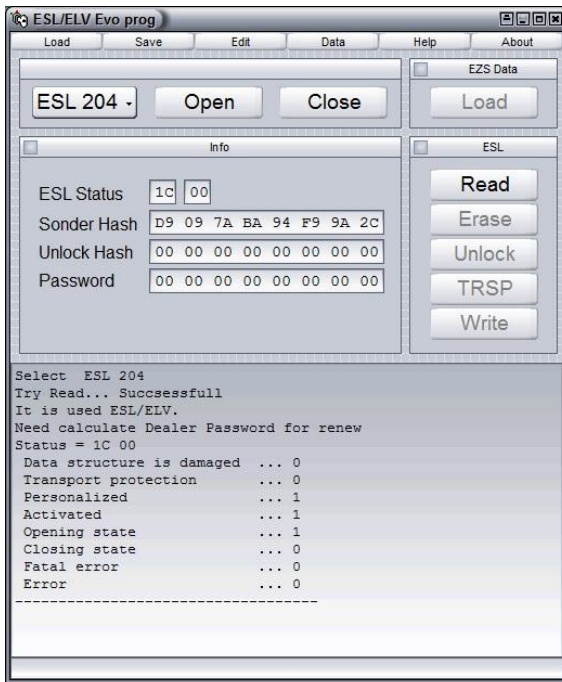 ESL/ELV Evo prog
Load Save Edit Data Help About
EZS Data
ESL 204 Open Close Load
Info ESL
ESL Status 1C 00 Read
Sonder Hash D9 09 7A BA 94 F9 9A 2C Erase
Unlock Hash 00 00 00 00 00 00 00 00 Unlock
Password 00 00 00 00 00 00 00 00 TRSP
Write
Select ESL 204
Try Read... Succsessfull
It is used ESL/ELV.
Need calculate Dealer Password for renew
Status = 1C 00
Data structure is damaged ... 0
Transport protection ... 0
Personalized ... 1
Activated ... 1
Opening state ... 1
Closing state ... 0
Fatal error ... 0
Error ... 0
-----------------------------------